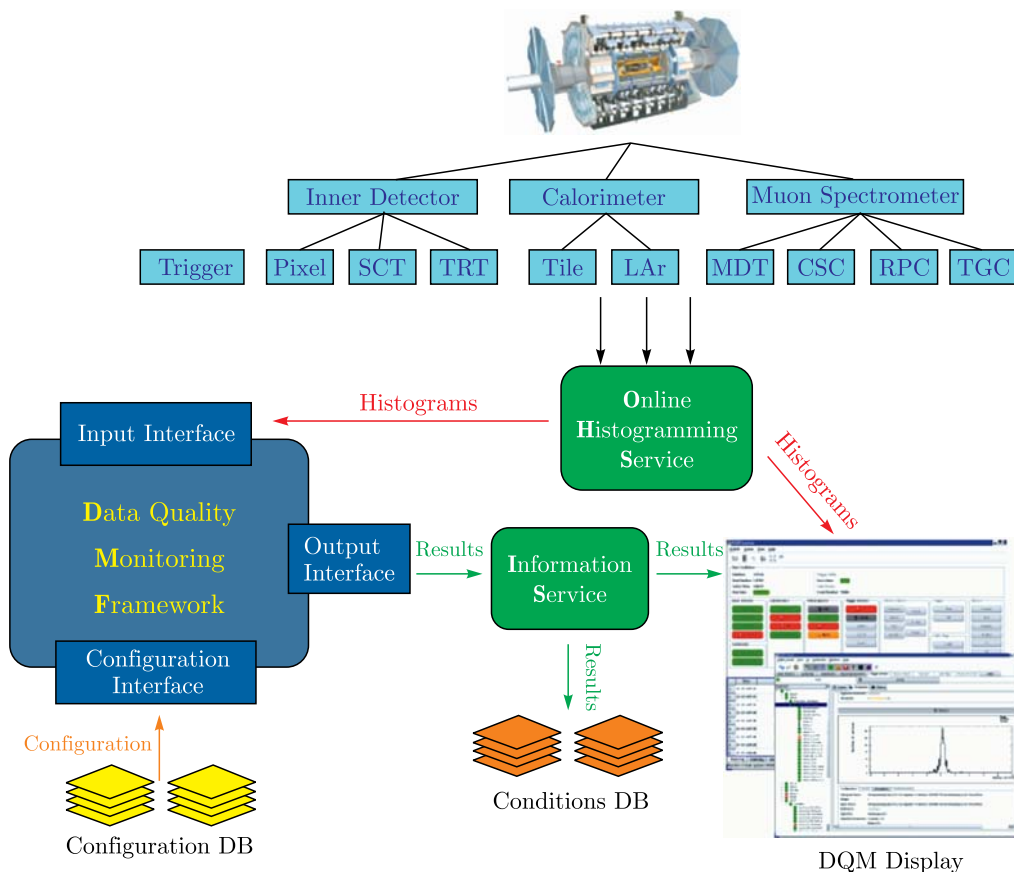 Inner Detector
Calorimeter
Muon Spectrometer
Trigger
Pixel
SCT
TRT
Tile
LAr
MDT
CSC
RPC
TGC
Histograms
Online
Histogramming
Service
Histograms
Input Interface
Data Quality
Monitoring
Framework
Output
Interface
Results
Information
Service
Results
Configuration
Interface
Results
Configuration
Configuration DB
Conditions DB
DQM Display